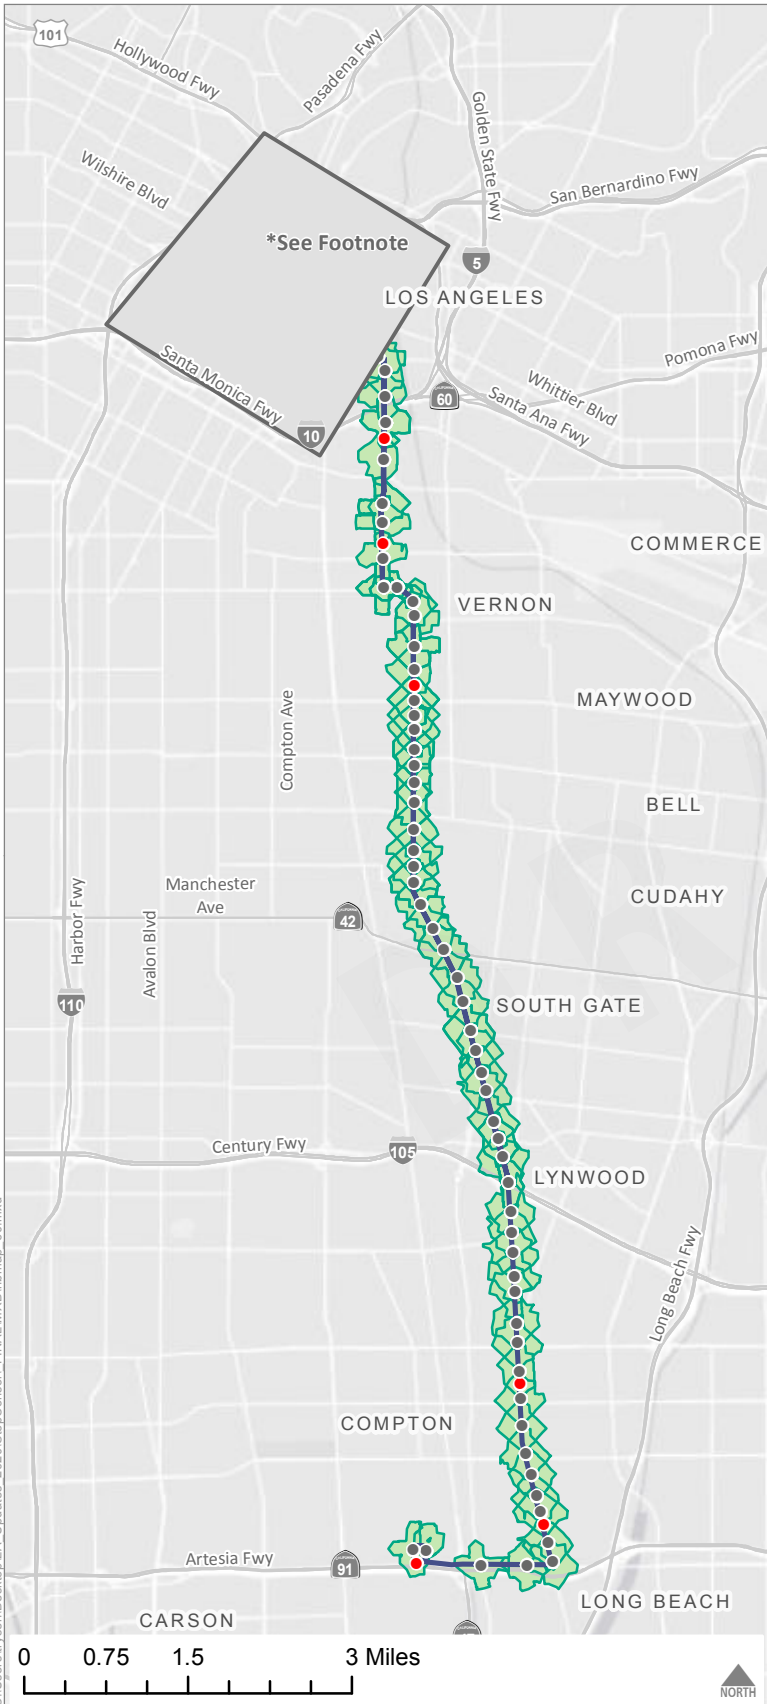 101
Hollywood Fwy
Pasadena Fwy
Golden State Fwy
Wilshire Blvd
San Bernardino Fwy
*See Footnote
5
LOS ANGELES
Pomona Fwy
Santa Monica Fwy
Whittier Blvd
60
Santa Ana Fwy
10
COMMERCE
VERNON
MAYWOOD
Compton Ave
BELL
Manchester
Ave
CUDAHY
Harbor Fwy
Avalon Blvd
42
110
SOUTH GATE
Century Fwy
105
LYNWOOD
Long Beach Fwy
COMPTON
Artesia Fwy
91
LONG BEACH
CARSON
0 0.75 1.5 3 Miles
NORTH